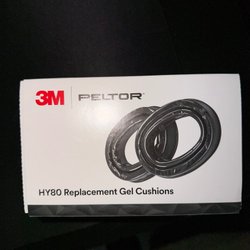 3M PELTOR
HY80 Replacement Gel Cushions